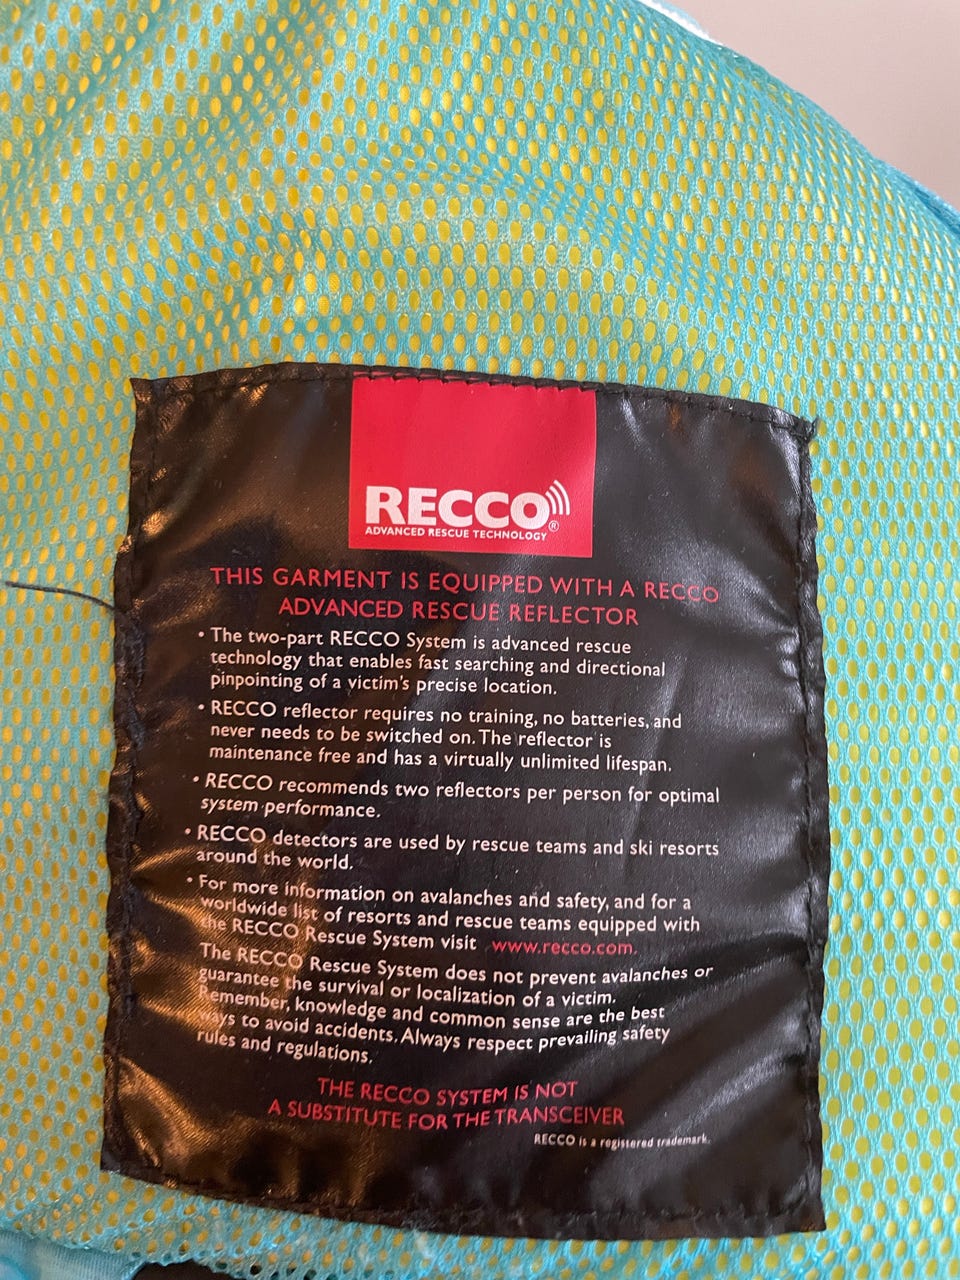 RECCO®
ADVANCED RESCUE TECHNOLOGY
THIS GARMENT IS EQUIPPED WITH A RECCO
ADVANCED RESCUE REFLECTOR
• The two-part RECCO System is advanced rescue
technology that enables fast searching and directional
pinpointing of a victim's precise location.
• RECCO reflector requires no training, no batteries, and
never needs to be switched on. The reflector is
maintenance free and has a virtually unlimited lifespan.
• RECCO recommends two reflectors per person for optimal
system performance.
• RECCO detectors are used by rescue teams and ski resorts
around the world.
• For more information on avalanches and safety, and for a
worldwide list of resorts and rescue teams equipped with
the RECCO Rescue System visit www.recco.com.
The RECCO Rescue System does not prevent avalanches or
guarantee the survival or localization of a victim.
Remember, knowledge and common sense are the best
ways to avoid accidents. Always respect prevailing safety
rules and regulations.
THE RECCO SYSTEM IS NOT
A SUBSTITUTE FOR THE TRANSCEIVER
RECCO is a registered trademark.